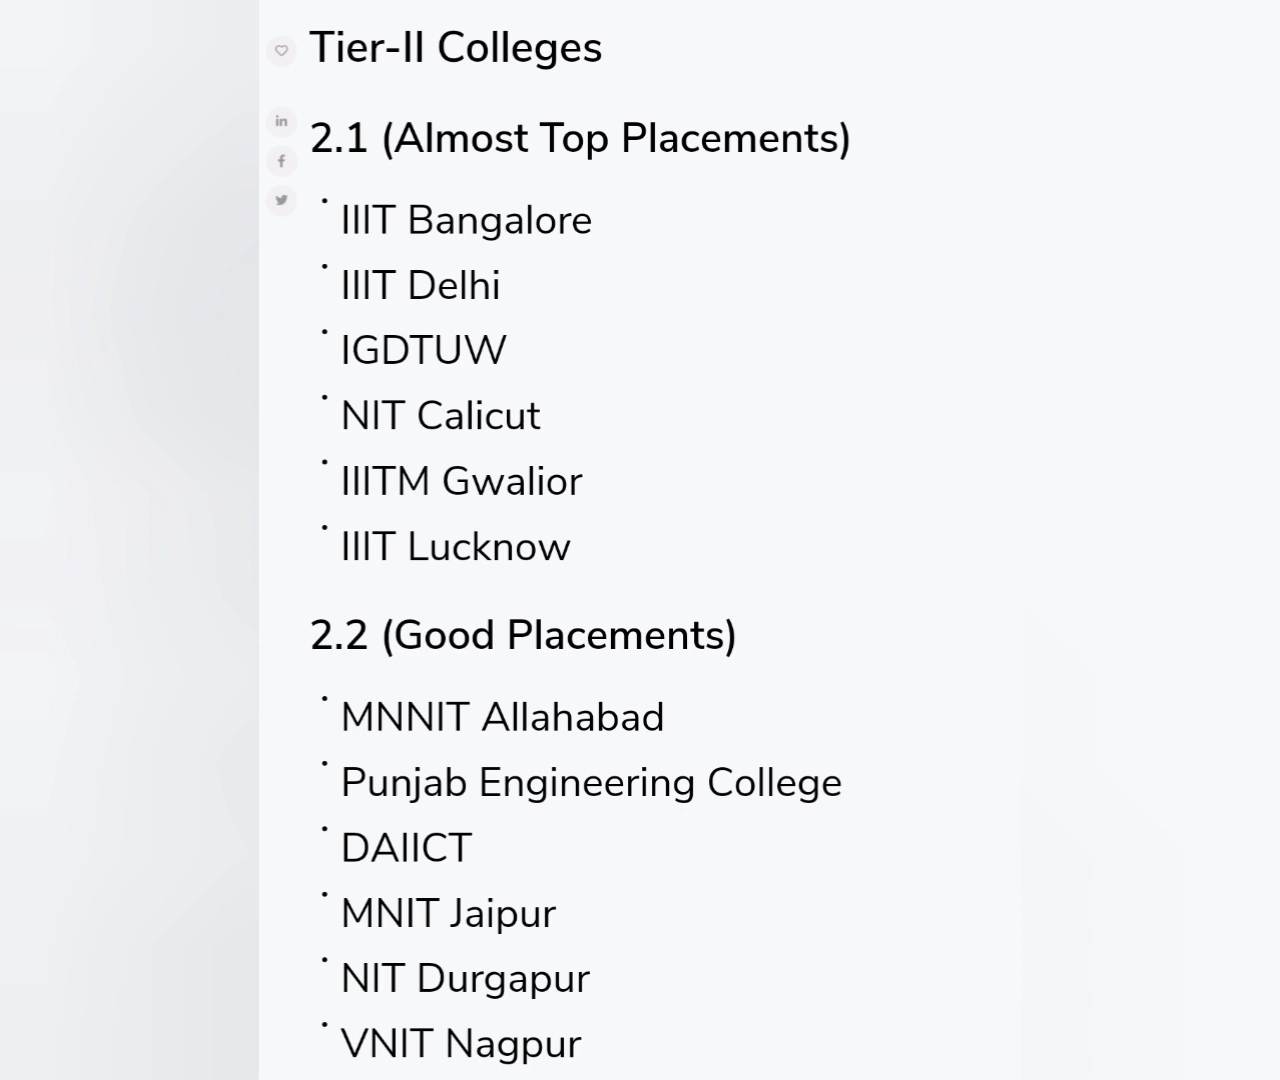 Tier-II Colleges
2.1 (Almost Top Placements)
IIIT Bangalore
IIIT Delhi
IGDTUW
NIT Calicut
IIITM Gwalior
IIIT Lucknow
2.2 (Good Placements)
MNNIT Allahabad
Punjab Engineering College
DAIICT
MNIT Jaipur
NIT Durgapur
VNIT Nagpur